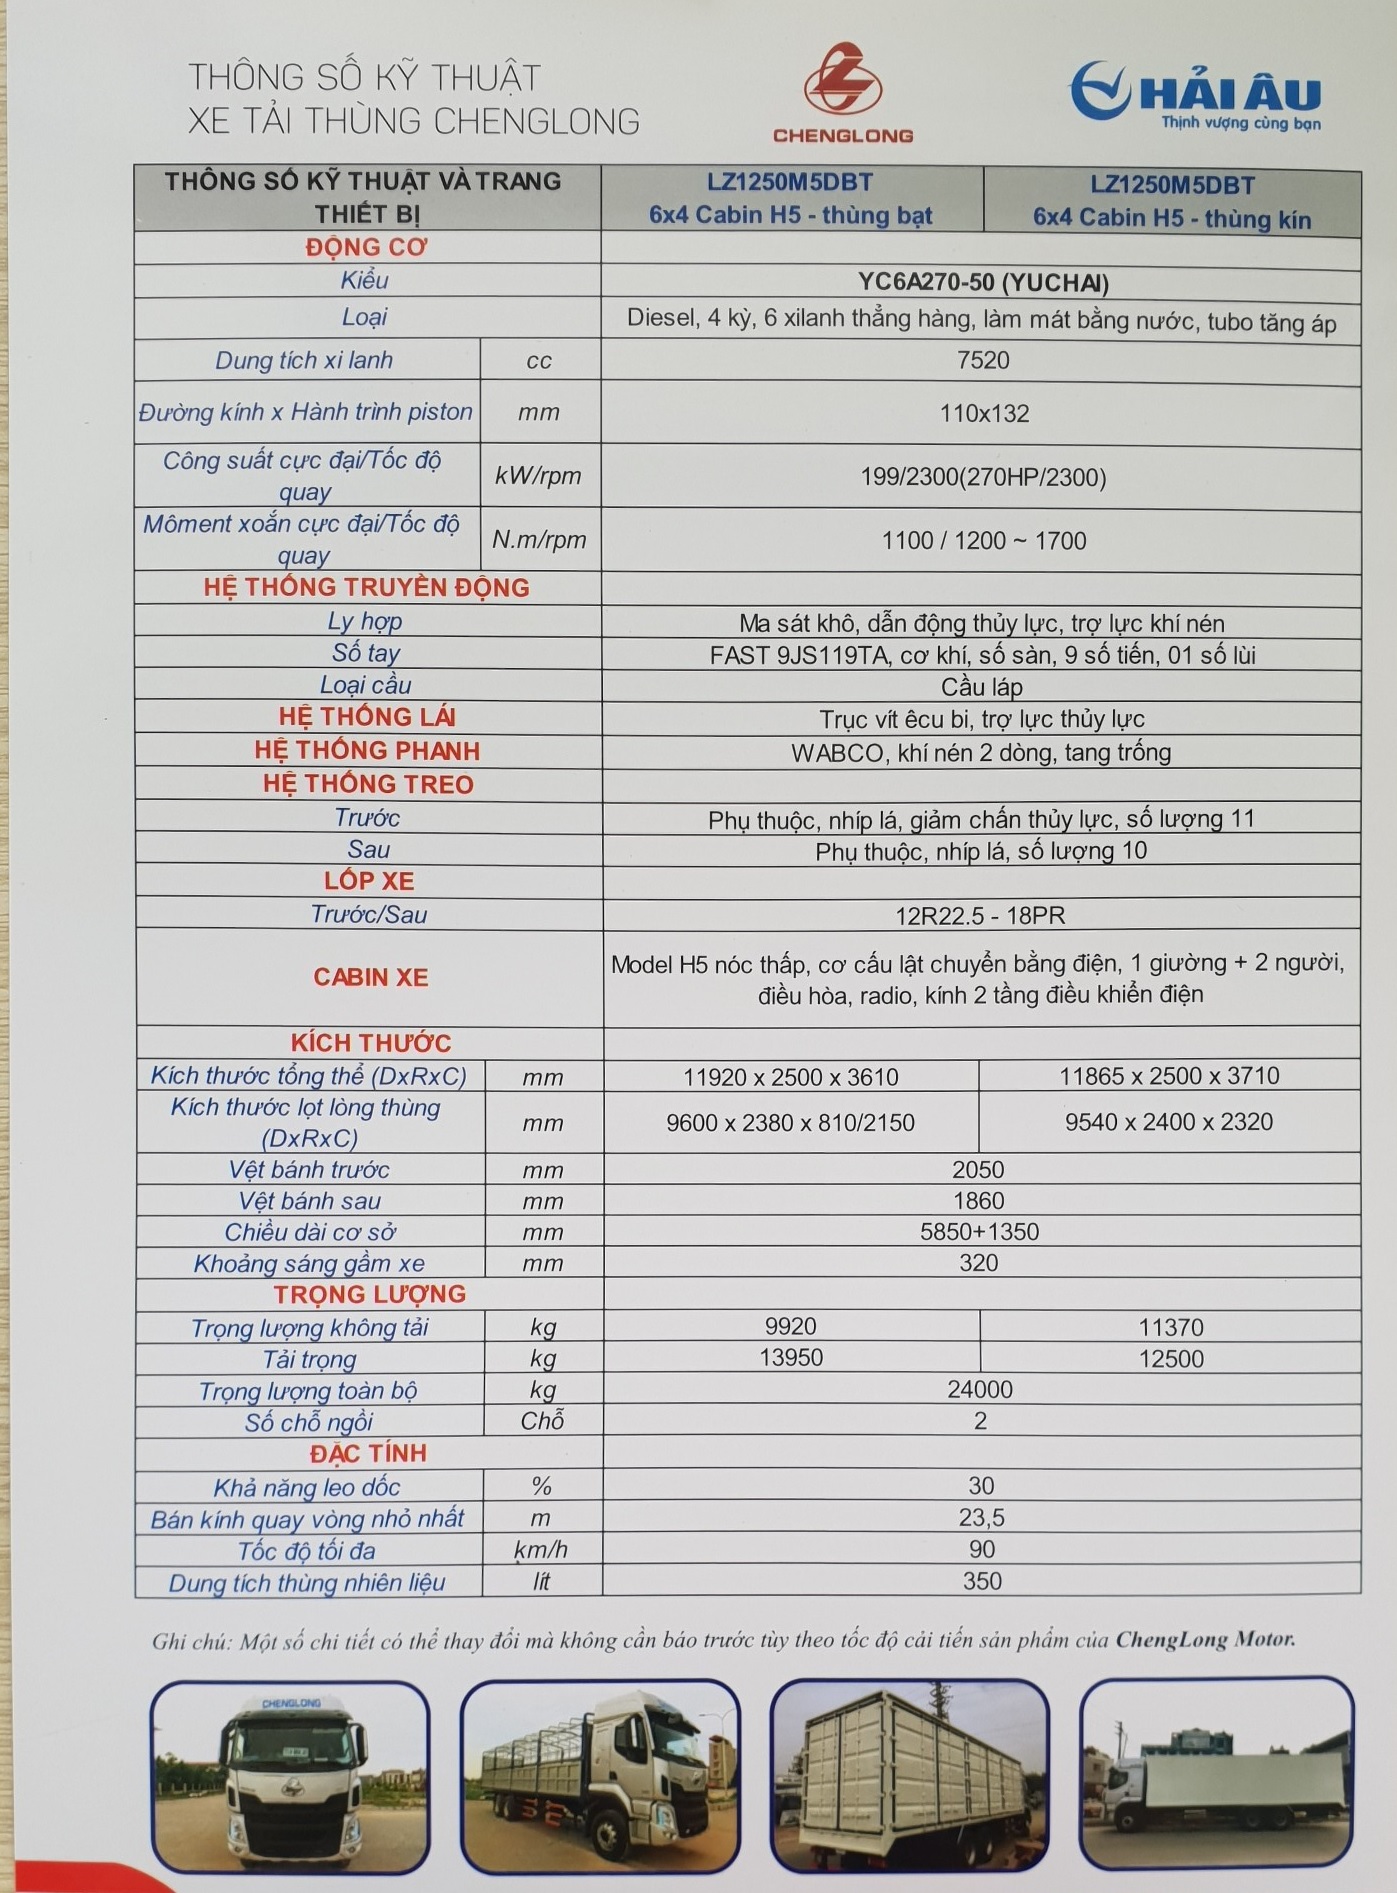 THÔNG SỐ KỸ THUẬT
XE TẢI THÙNG CHENGLONG
CHENGLONG
HẢI ÂU
Thịnh vượng cùng bạn
THÔNG SỐ KỸ THUẬT VÀ TRANG THIẾT BỊ
LZ1250M5DBT
6x4 Cabin H5 - thùng bạt
LZ1250M5DBT
6x4 Cabin H5 - thùng kín
ĐỘNG CƠ
Kiểu YC6A270-50 (YUCHAI)
Loại Diesel, 4 kỳ, 6 xilanh thẳng hàng, làm mát bằng nước, tubo tăng áp
Dung tích xi lanh cc 7520
Đường kính x Hành trình piston mm 110x132
Công suất cực đại/Tốc độ quay kW/rpm 199/2300(270HP/2300)
Môment xoắn cực đại/Tốc độ quay N.m/rpm 1100 / 1200 ~ 1700
HỆ THỐNG TRUYỀN ĐỘNG
Ly hợp Ma sát khô, dẫn động thủy lực, trợ lực khí nén
Số tay FAST 9JS119TA, cơ khí, số sàn, 9 số tiến, 01 số lùi
Loại cầu Cầu láp
HỆ THỐNG LÁI Trục vít êcu bi, trợ lực thủy lực
HỆ THỐNG PHANH WABCO, khí nén 2 dòng, tang trống
HỆ THỐNG TREO
Trước Phụ thuộc, nhíp lá, giảm chấn thủy lực, số lượng 11
Sau Phụ thuộc, nhíp lá, số lượng 10
LỐP XE
Trước/Sau 12R22.5 - 18PR
CABIN XE Model H5 nóc thấp, cơ cấu lật chuyển bằng điện, 1 giường + 2 người,
điều hòa, radio, kính 2 tầng điều khiển điện
KÍCH THƯỚC
Kích thước tổng thể (DxRxC) mm 11920 x 2500 x 3610 11865 x 2500 x 3710
Kích thước lọt lòng thùng (DxRxC) mm 9600 x 2380 x 810/2150 9540 x 2400 x 2320
Vệt bánh trước mm 2050
Vệt bánh sau mm 1860
Chiều dài cơ sở mm 5850+1350
Khoảng sáng gầm xe mm 320
TRỌNG LƯỢNG
Trọng lượng không tải kg 9920 11370
Tải trọng kg 13950 12500
Trọng lượng toàn bộ kg 24000
Số chỗ ngồi Chỗ 2
ĐẶC TÍNH
Khả năng leo dốc % 30
Bán kính quay vòng nhỏ nhất m 23,5
Tốc độ tối đa km/h 90
Dung tích thùng nhiên liệu lít 350
Ghi chú: Một số chi tiết có thể thay đổi mà không cần báo trước tùy theo tốc độ cải tiến sản phẩm của ChengLong Motor.
CHENGLONG